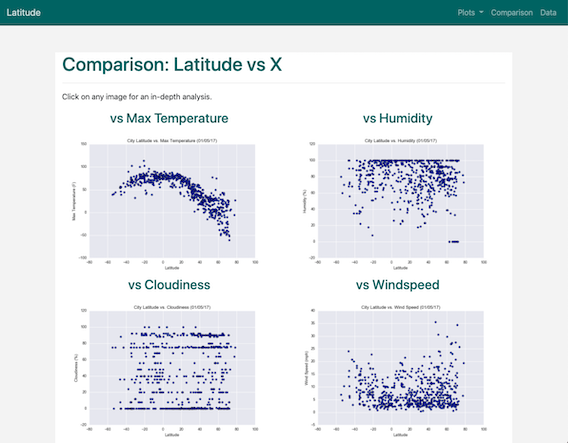 Latitude
Plots Comparison Data
Comparison: Latitude vs X
Click on any image for an in-depth analysis.
vs Max Temperature
vs Humidity
City Latitude vs. Max Temperature (01/05/17)
150
100
50
0
-50
-100
Max Temperature (F)
-80 -60 -40 -20 0 20 40 60 80 100
Latitude
City Latitude vs. Humidity (01/05/17)
120
100
80
60
40
20
0
-20
Humidity (%)
-80 -60 -40 -20 0 20 40 60 80 100
Latitude
vs Cloudiness
vs Windspeed
City Latitude vs. Cloudiness (01/05/17)
120
100
80
60
40
20
0
-20
Cloudiness (%)
-80 -60 -40 -20 0 20 40 60 80 100
Latitude
City Latitude vs. Wind Speed (01/05/17)
40
35
30
25
20
15
10
5
0
-5
Wind Speed (mph)
-80 -60 -40 -20 0 20 40 60 80 100
Latitude